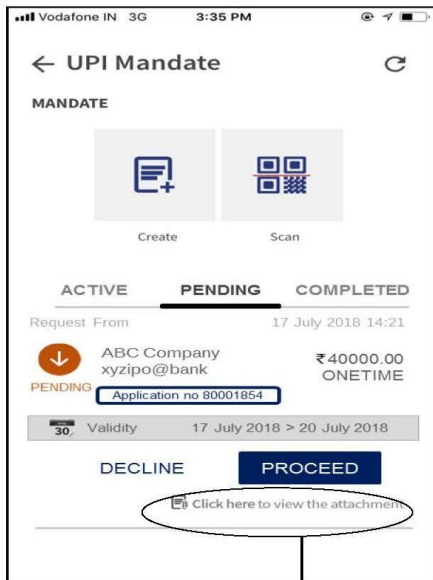 Vodafone IN 3G 3:35 PM
← UPI Mandate
MANDATE
Create Scan
ACTIVE PENDING COMPLETED
Request From 17 July 2018 14:21
ABC Company ₹40000.00
xyzipo@bank ONETIME
PENDING
Application no 80001854
30 Validity 17 July 2018 > 20 July 2018
DECLINE PROCEED
Click here to view the attachment